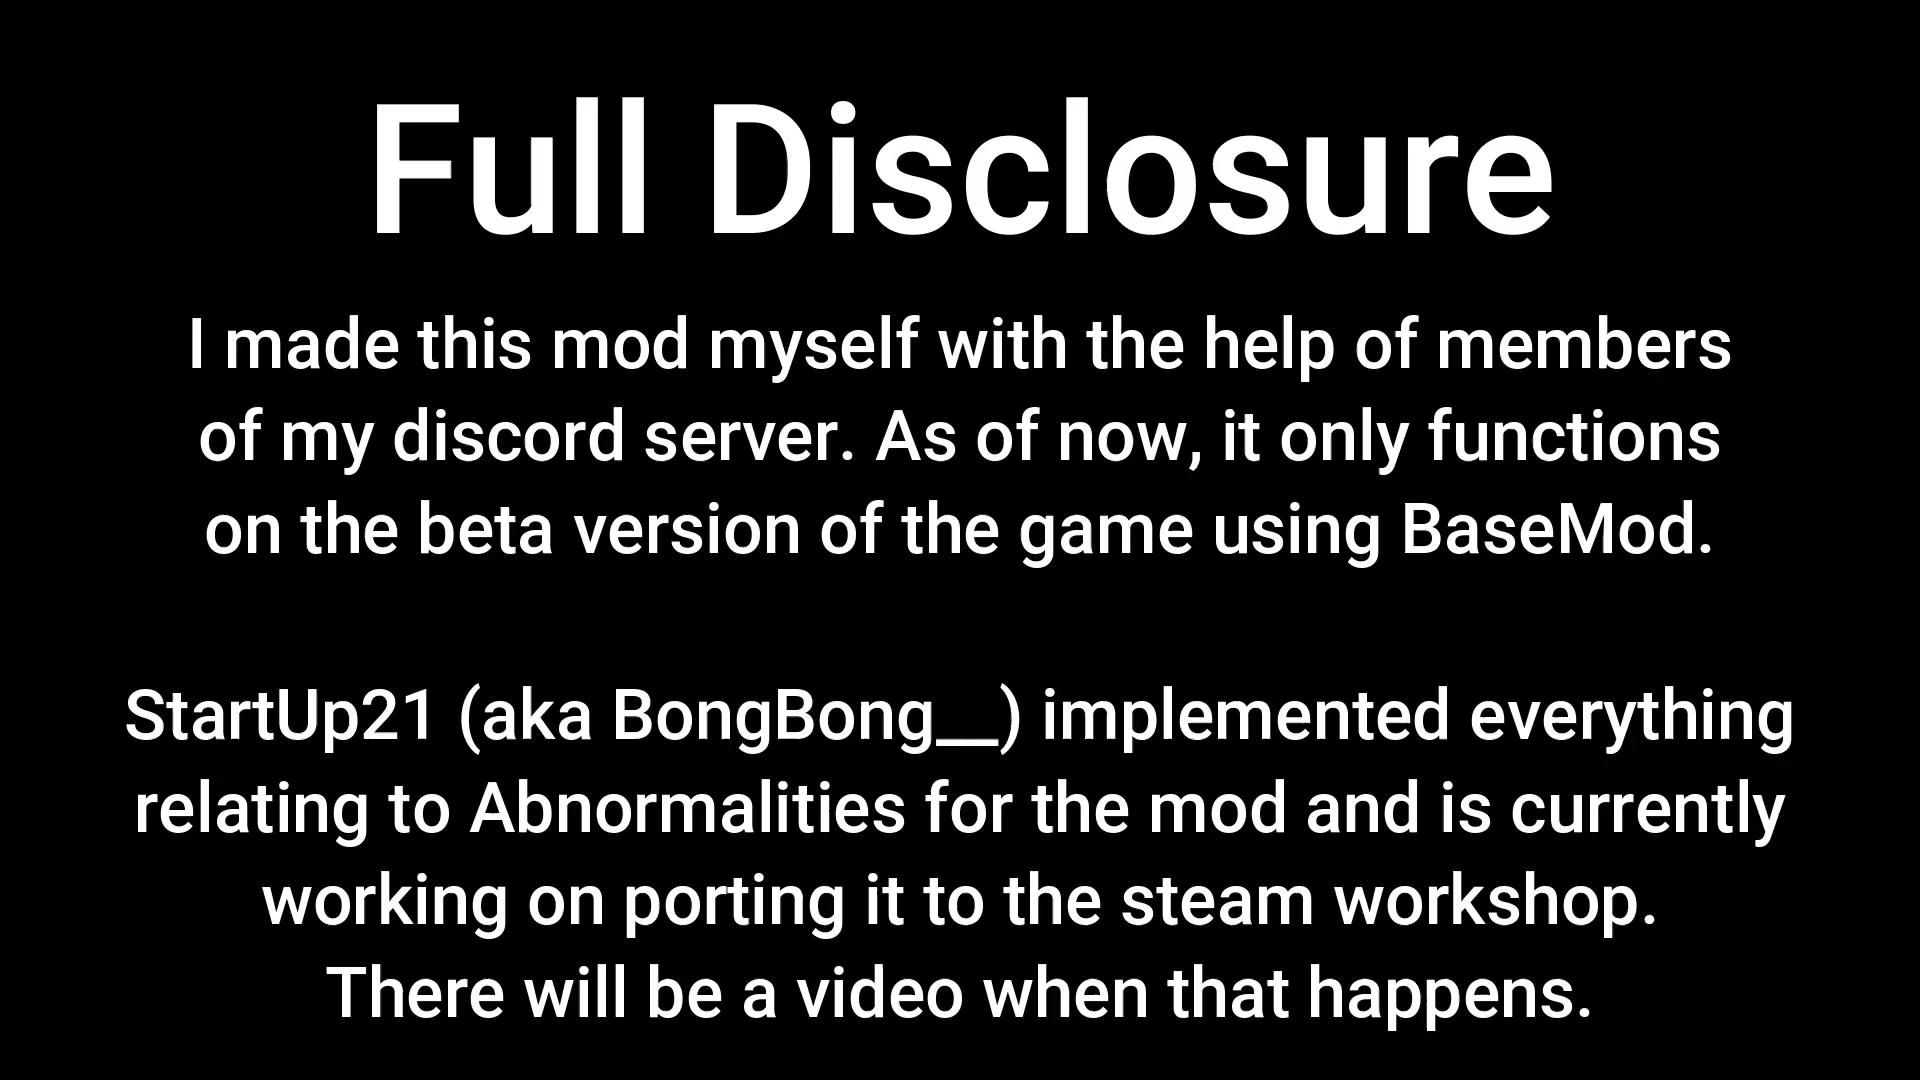 Full Disclosure
I made this mod myself with the help of members
of my discord server. As of now, it only functions
on the beta version of the game using BaseMod.
StartUp21 (aka BongBong__) implemented everything
relating to Abnormalities for the mod and is currently
working on porting it to the steam workshop.
There will be a video when that happens.